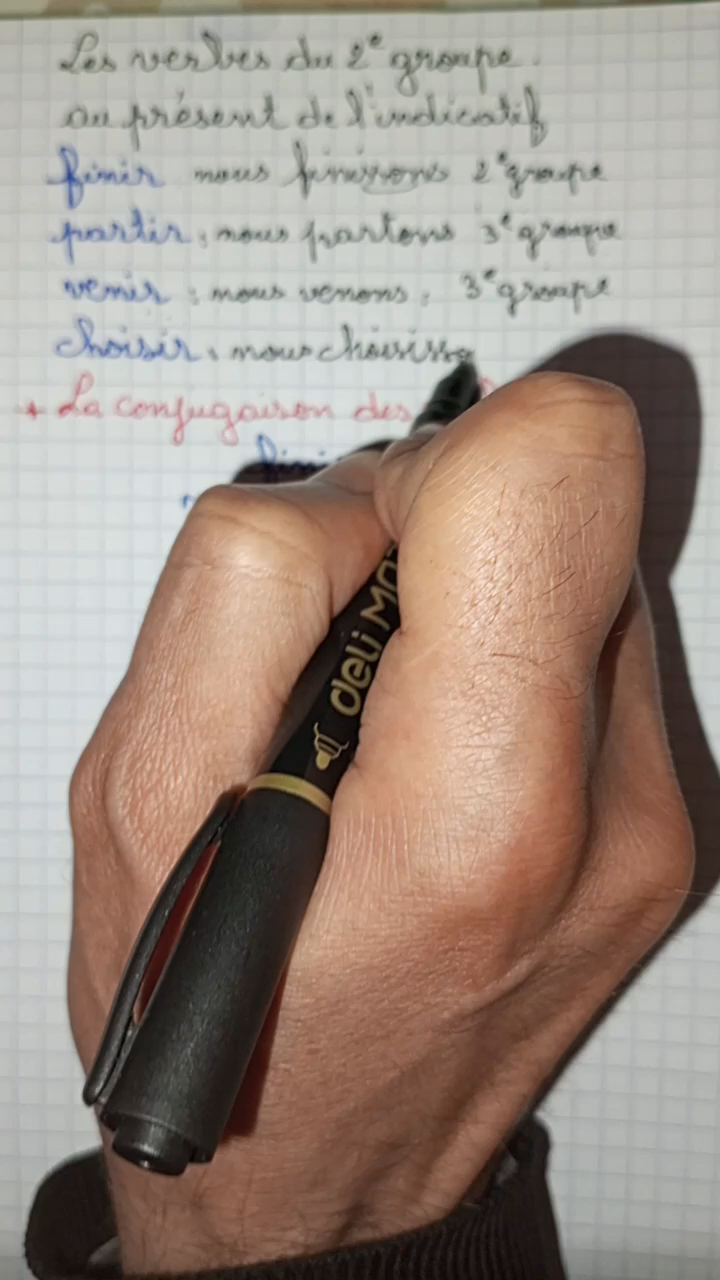 Les verbes du 2e groupe.
au présent de l'indicatif
finir nous finissons 2e groupe
partir, nous partons 3e groupe
venir : nous venons, 3e groupe
choisir, nous choisisso
+ La conjugaison des
deli